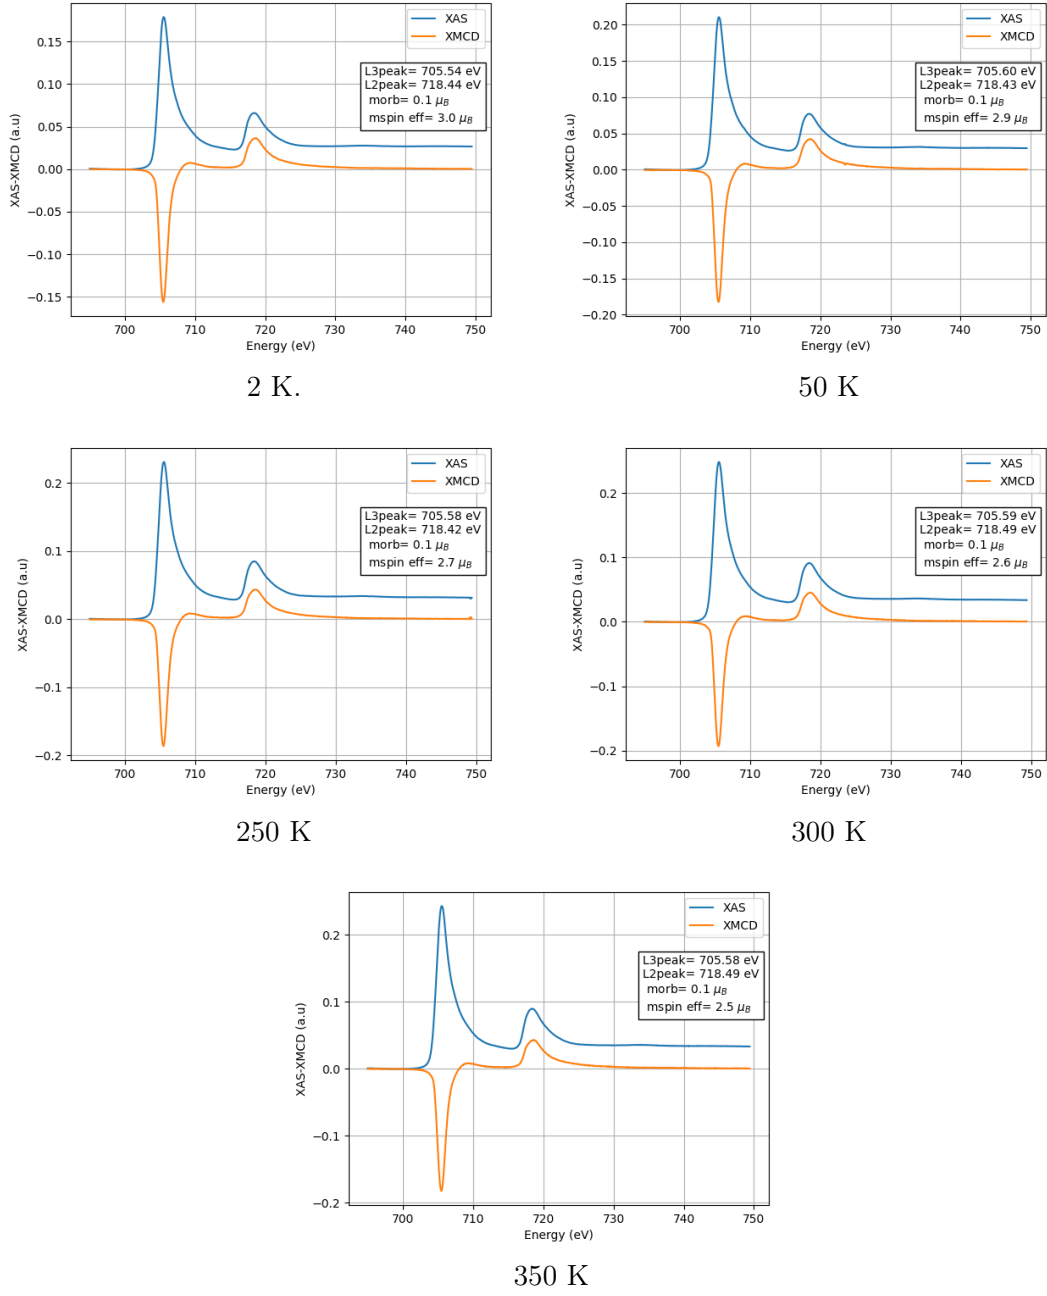 XAS
XMCD
L3peak= 705.54 eV
L2peak= 718.44 eV
morb= 0.1 μB
mspin eff= 3.0 μB
0.15
0.10
0.05
0.00
−0.05
−0.10
−0.15
XAS-XMCD (a.u)
700 710 720 730 740 750
Energy (eV)
2 K.
XAS
XMCD
L3peak= 705.60 eV
L2peak= 718.43 eV
morb= 0.1 μB
mspin eff= 2.9 μB
0.20
0.15
0.10
0.05
0.00
−0.05
−0.10
−0.15
−0.20
XAS-XMCD (a.u)
700 710 720 730 740 750
Energy (eV)
50 K
XAS
XMCD
L3peak= 705.58 eV
L2peak= 718.42 eV
morb= 0.1 μB
mspin eff= 2.7 μB
0.2
0.1
0.0
−0.1
−0.2
XAS-XMCD (a.u)
700 710 720 730 740 750
Energy (eV)
250 K
XAS
XMCD
L3peak= 705.59 eV
L2peak= 718.49 eV
morb= 0.1 μB
mspin eff= 2.6 μB
0.2
0.1
0.0
−0.1
−0.2
XAS-XMCD (a.u)
700 710 720 730 740 750
Energy (eV)
300 K
XAS
XMCD
L3peak= 705.58 eV
L2peak= 718.49 eV
morb= 0.1 μB
mspin eff= 2.5 μB
0.2
0.1
0.0
−0.1
−0.2
XAS-XMCD (a.u)
700 710 720 730 740 750
Energy (eV)
350 K